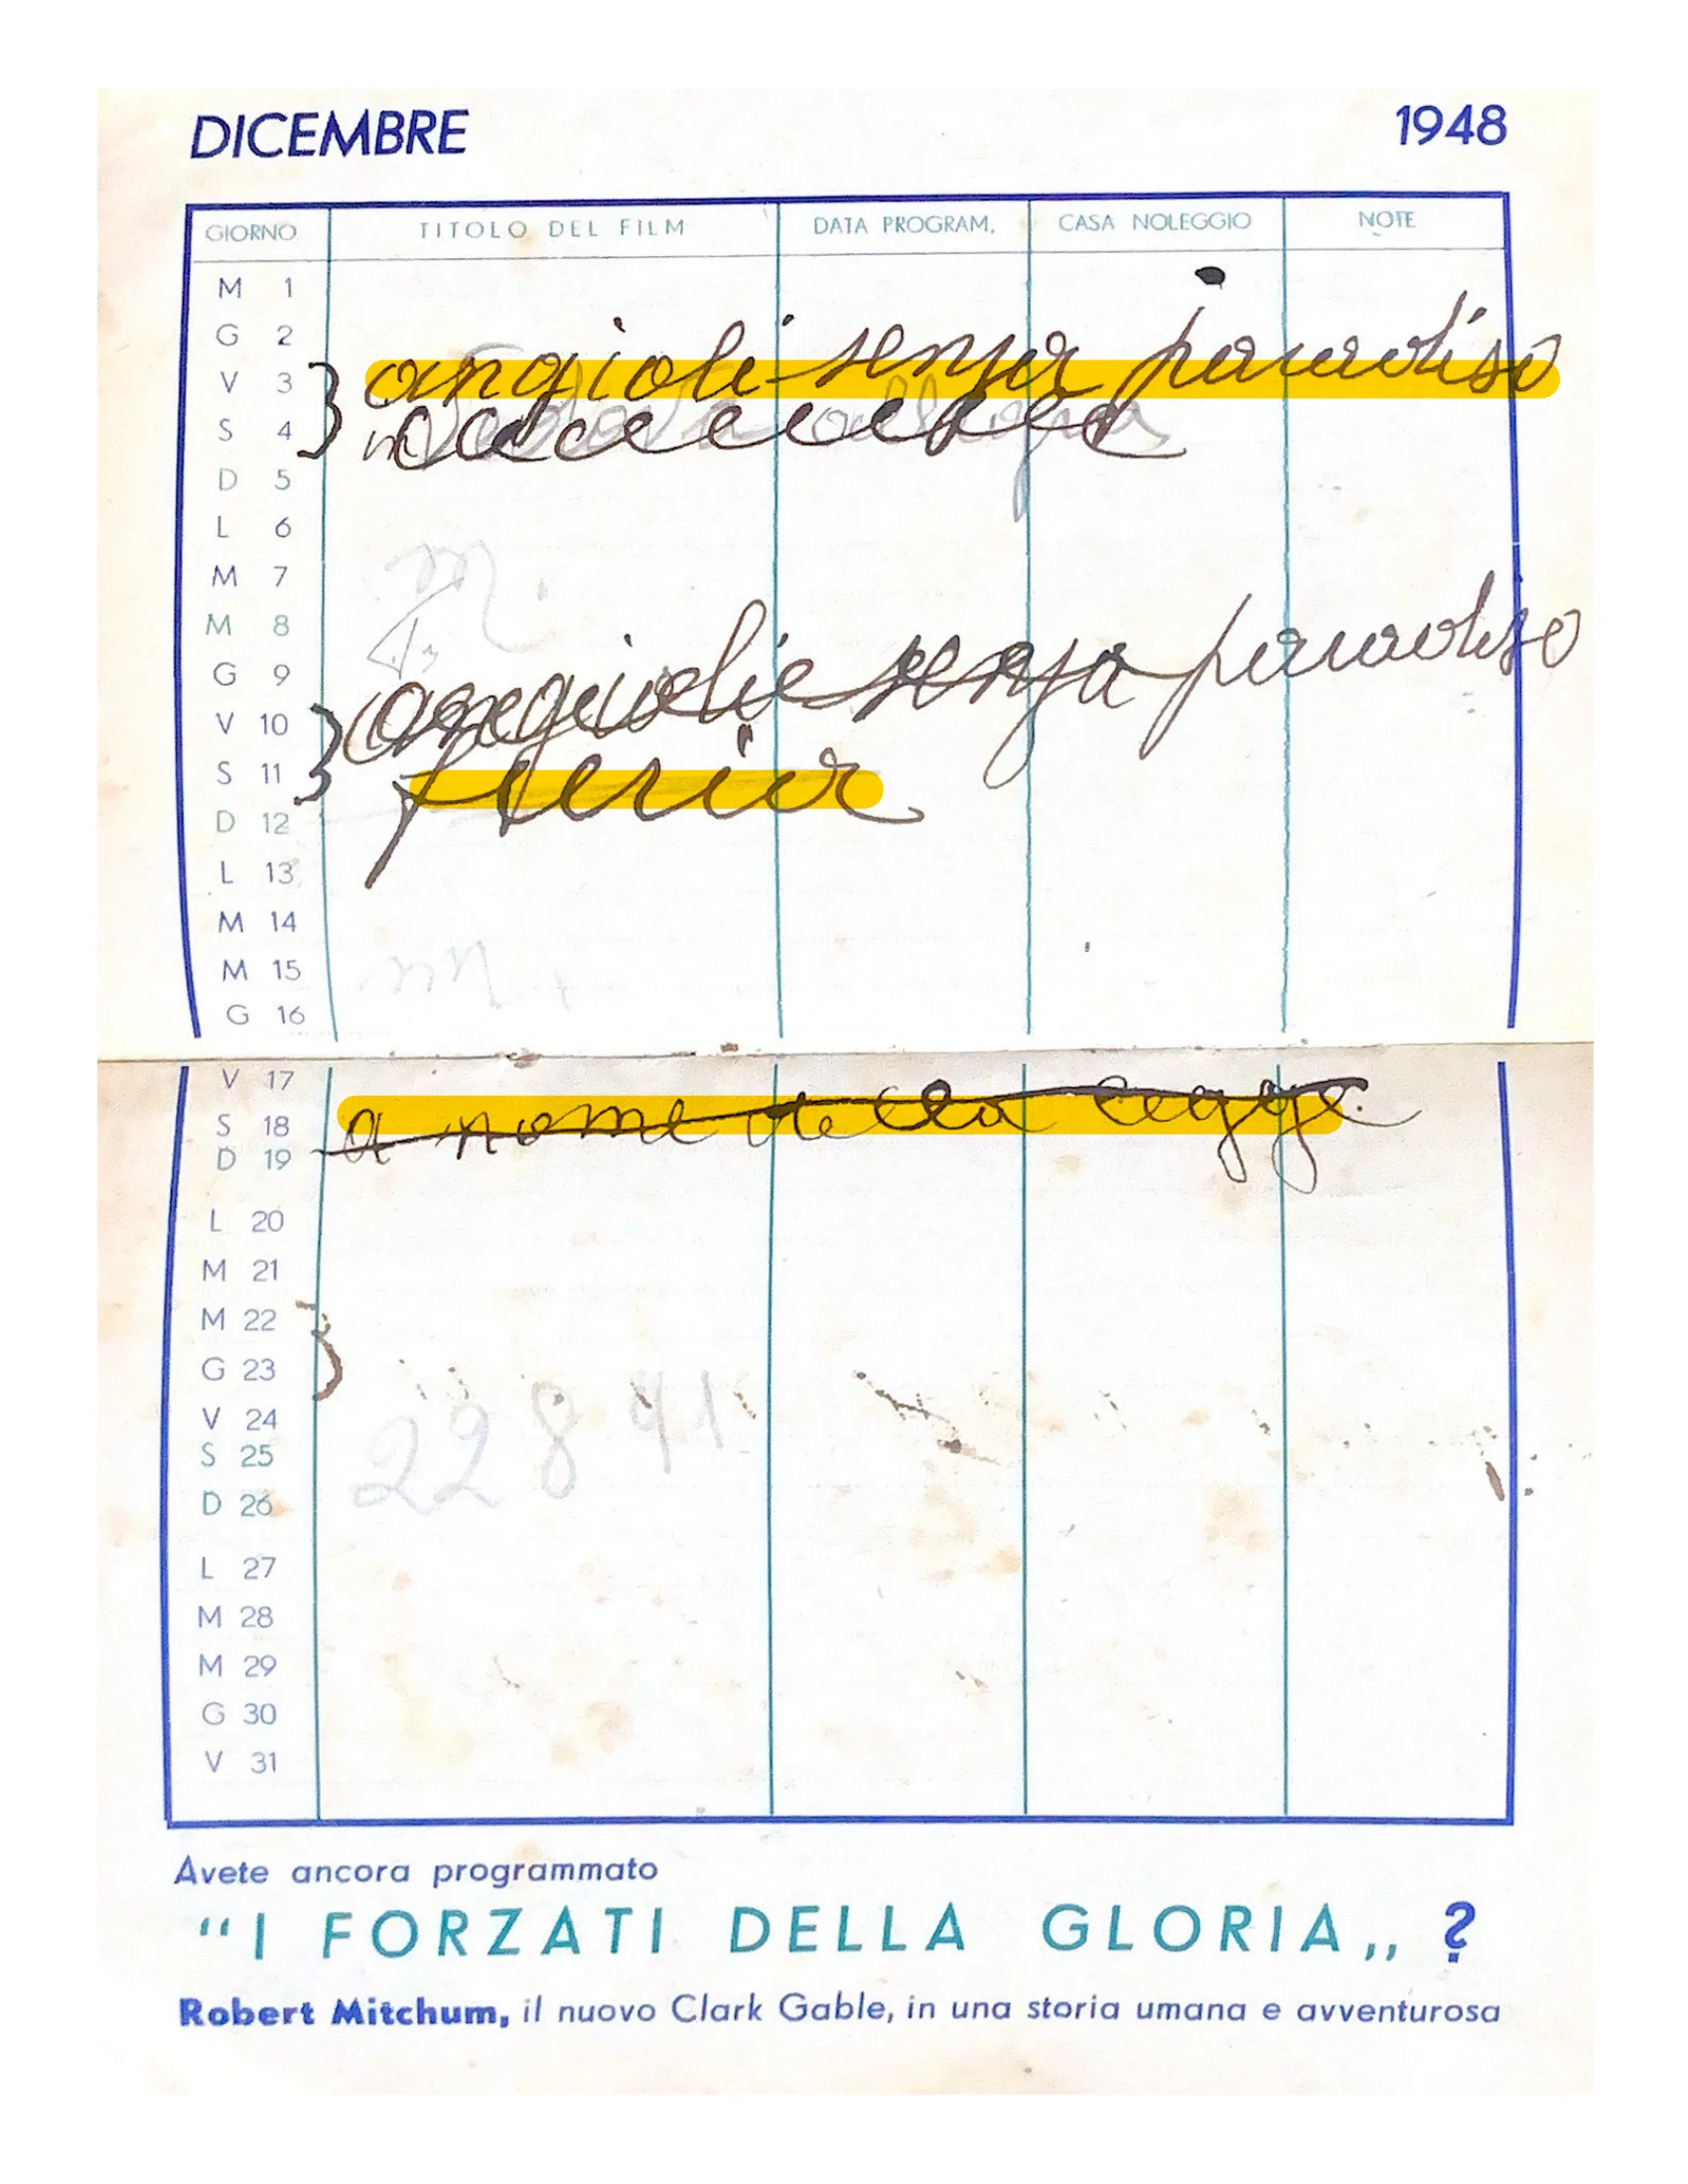 DICEMBRE 1948
GIORNO TITOLO DEL FILM DATA PROGRAM. CASA NOLEGGIO NOTE
M 1
G 2
V 3 angioli senza paradiso
S 4
D 5
L 6
M 7
M 8
G 9 angioli senza paradiso
V 10
S 11 furia
D 12
L 13
M 14
M 15
G 16
V 17
S 18 a nome della legge
D 19
L 20
M 21
M 22
G 23
V 24 22841
S 25
D 26
L 27
M 28
M 29
G 30
V 31
Avete ancora programmato
“I FORZATI DELLA GLORIA„ ?
Robert Mitchum, il nuovo Clark Gable, in una storia umana e avventurosa